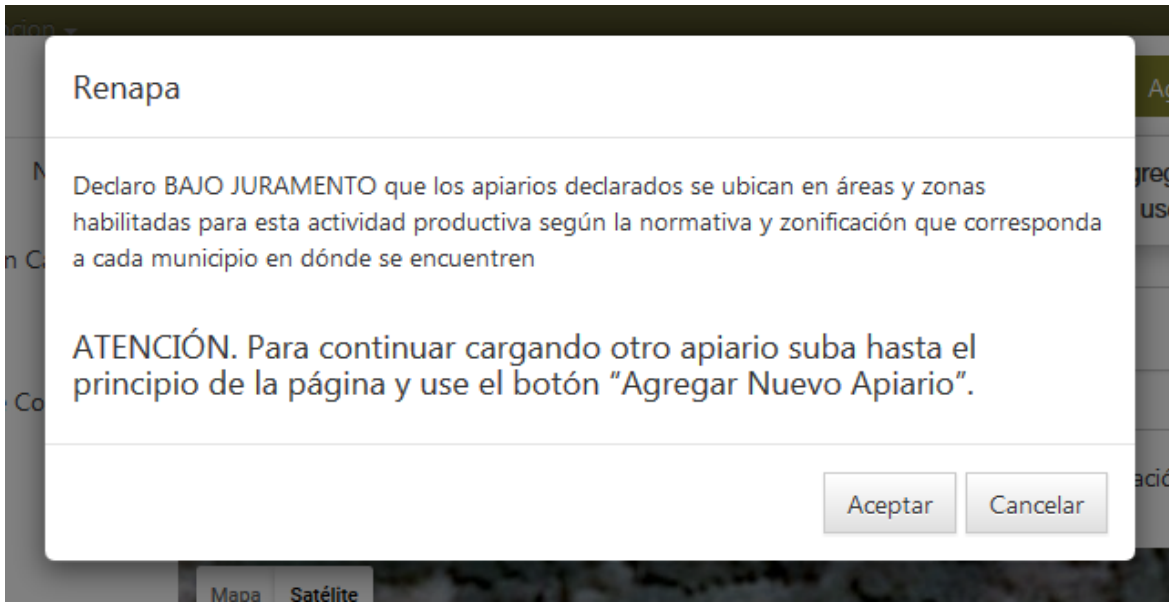 Renapa
Declaro BAJO JURAMENTO que los apiarios declarados se ubican en áreas y zonas
habilitadas para esta actividad productiva según la normativa y zonificación que corresponda
a cada municipio en dónde se encuentren
ATENCIÓN. Para continuar cargando otro apiario suba hasta el
principio de la página y use el botón “Agregar Nuevo Apiario”.
Aceptar Cancelar
Mapa Satélite